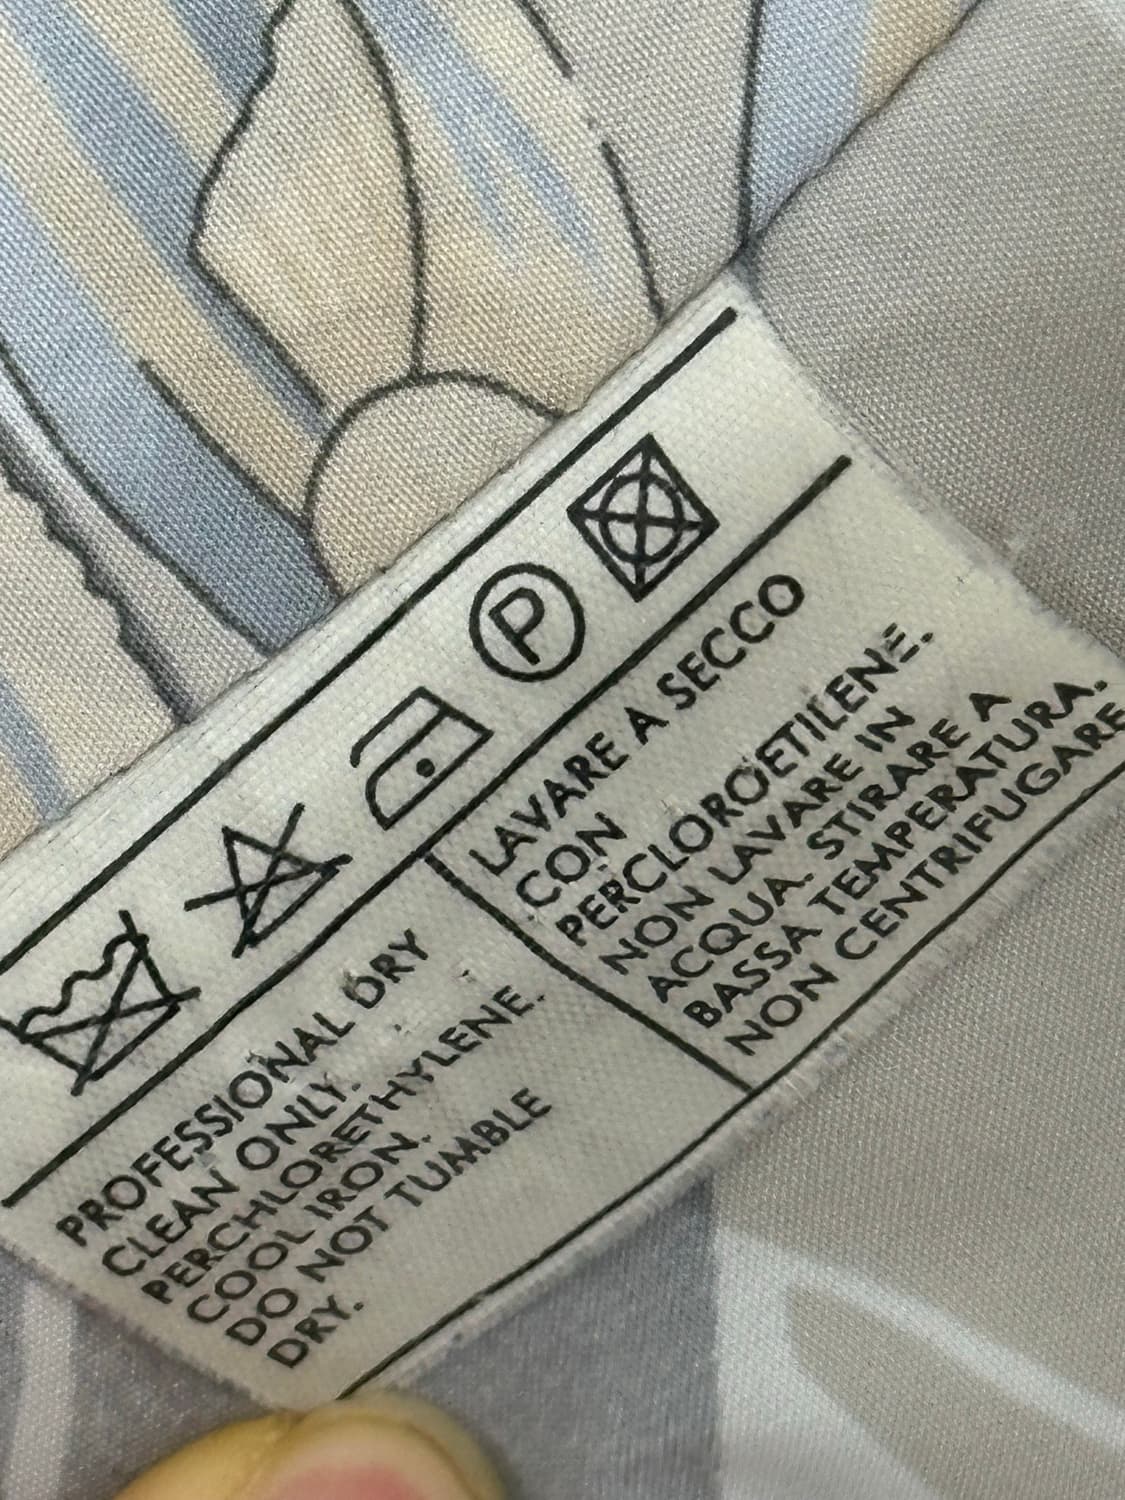 P
PROFESSIONAL DRY
CLEAN ONLY.
PERCHLORETHYLENE.
COOL IRON.
DO NOT TUMBLE
DRY.
LAVARE A SECCO
CON
PERCLOROETILENE.
NON LAVARE IN
ACQUA. STIRARE A
BASSA TEMPERATURA.
NON CENTRIFUGARE